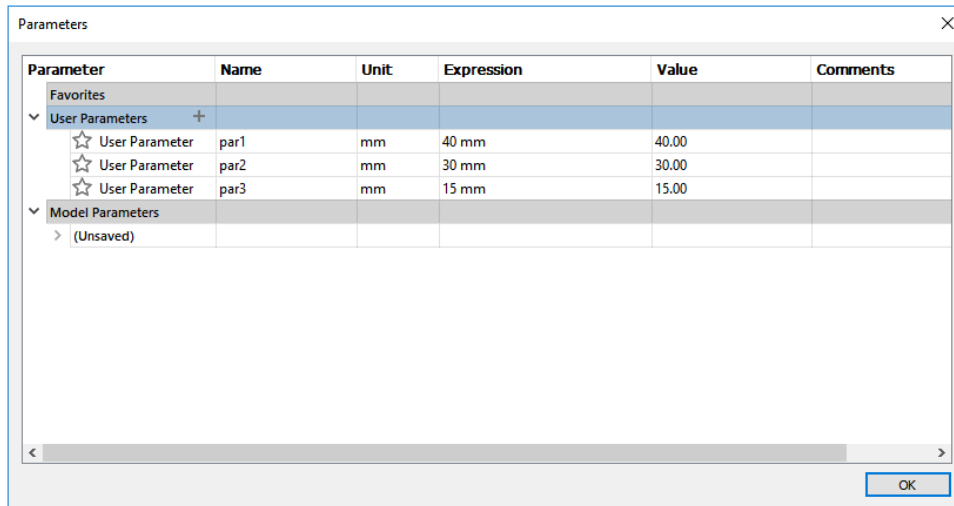 Parameters
Parameter Name Unit Expression Value Comments
Favorites
User Parameters +
User Parameter par1 mm 40 mm 40.00
User Parameter par2 mm 30 mm 30.00
User Parameter par3 mm 15 mm 15.00
Model Parameters
(Unsaved)
OK